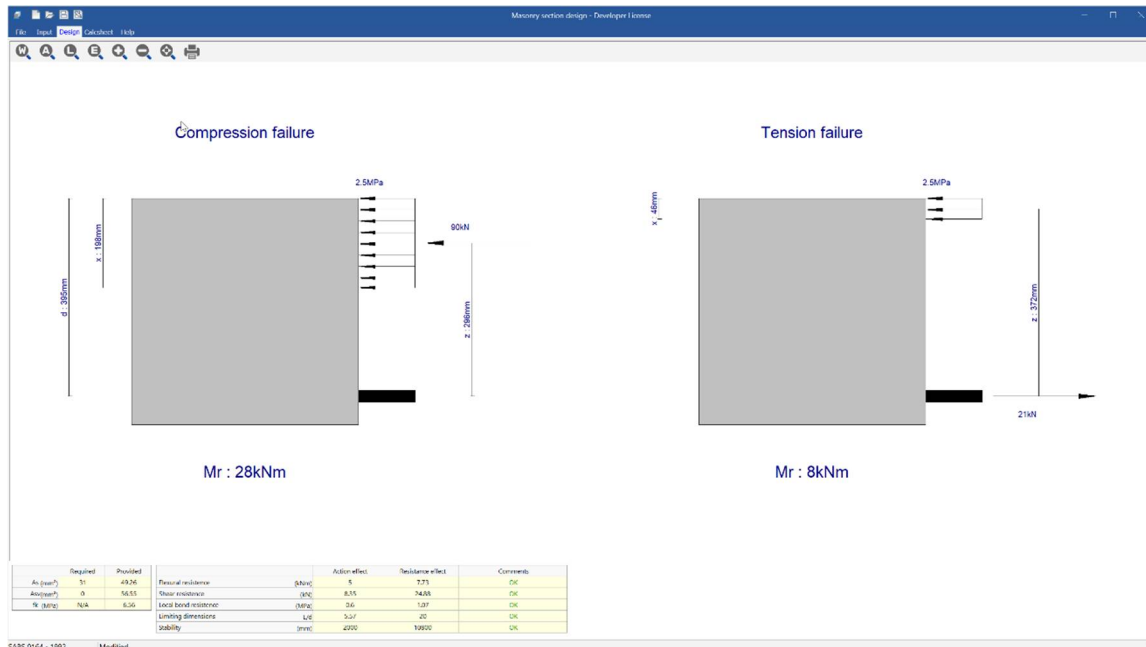 Masonry section design - Developer License
File Input Design Calcsheet Help
W A L E
Compression failure
Tension failure
2.5MPa
2.5MPa
x : 198mm
d : 395mm
90kN
z : 296mm
Mr : 28kNm
x : 46mm
z : 372mm
21kN
Mr : 8kNm
Required Provided
As (mm²) 31 49.26
Asv(mm²) 0 56.55
fk (MPa) N/A 6.56
Action effect Resistance effect Comments
Flexural resistance (kNm) 5 7.73 OK
Shear resistance (kN) 8.35 24.88 OK
Local bond resistance (MPa) 0.6 1.07 OK
Limiting dimensions L/d 5.57 20 OK
Stability (mm) 2000 10800 OK
SABS 0164 - 1992 Modified